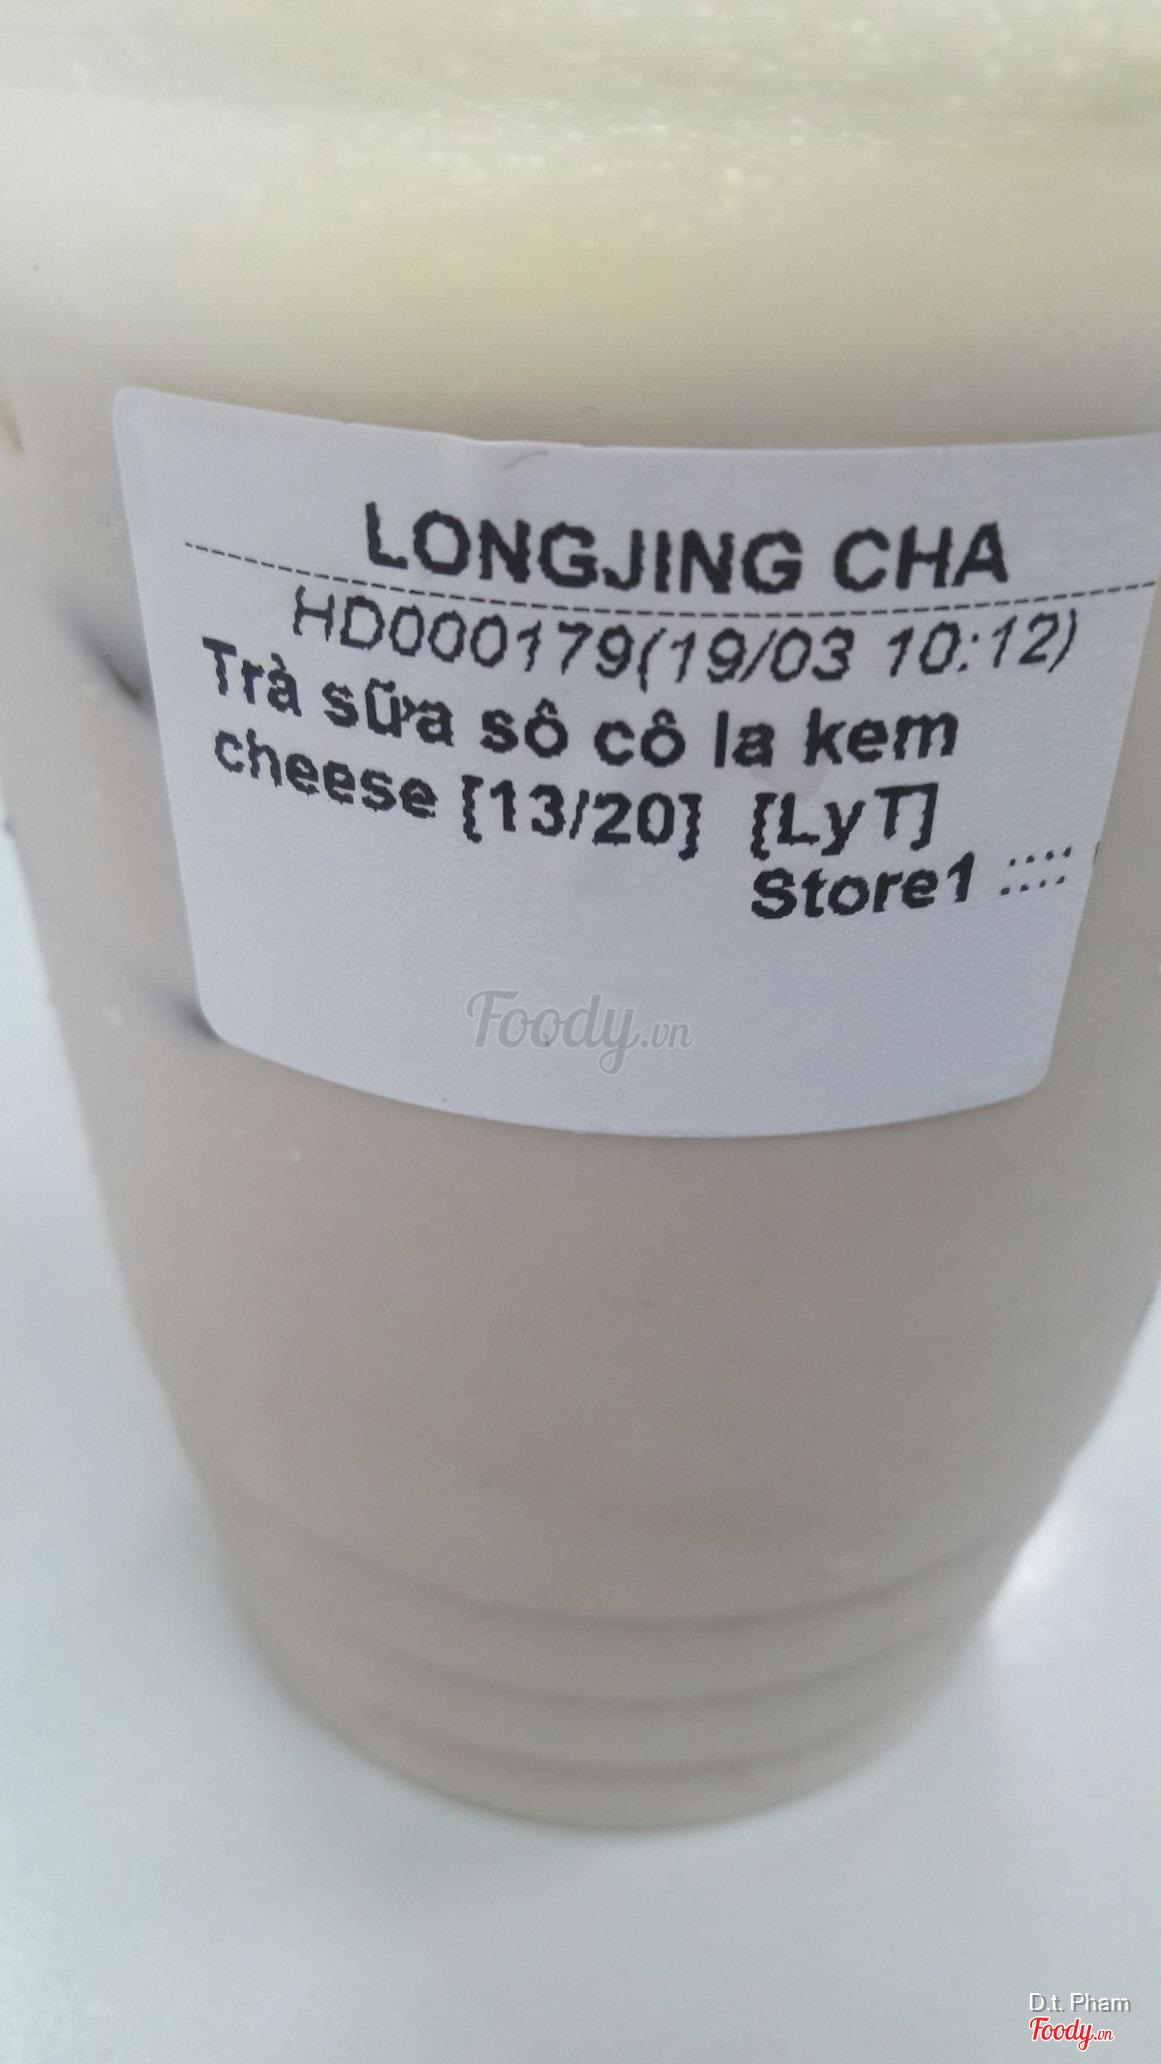 LONGJING CHA
HD000179(19/03 10:12)
Trà sữa sô cô la kem
cheese [13/20] [LyT]
Store1
Foody.vn
D.t. Pham
Foody.vn